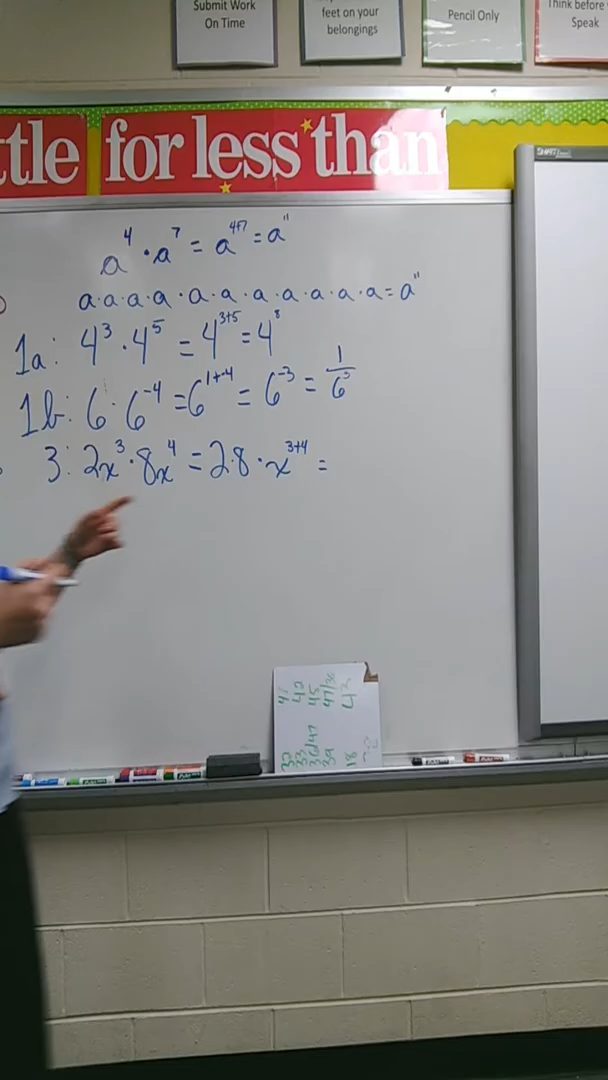 Submit Work
On Time
feet on your
belongings
Pencil Only
Think before
Speak
ttle for less than
SMART
a⁴ · a⁷ = a⁴⁺⁷ = a¹¹
a·a·a·a · a·a·a·a·a·a·a = a¹¹
1a: 4³ · 4⁵ = 4³⁺⁵ = 4⁸
1b: 6 · 6⁻⁴ = 6¹⁺⁻⁴ = 6⁻³ = 1/6³
3: 2x³ · 8x⁴ = 2·8 · x³⁺⁴ =